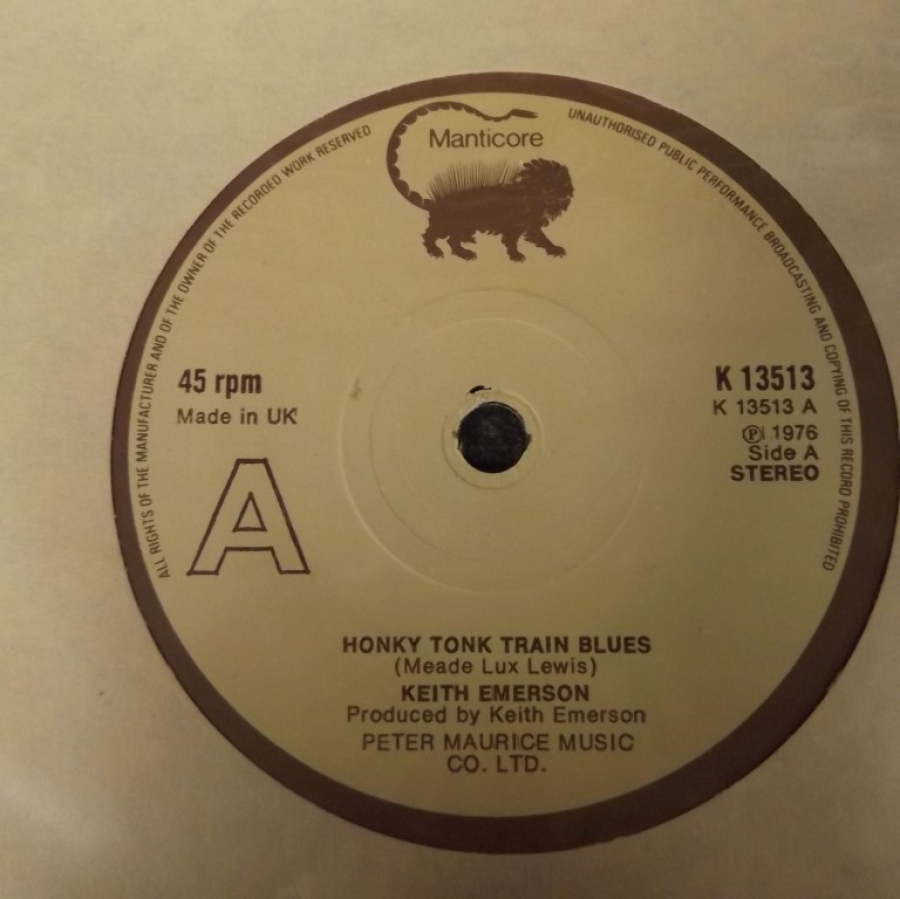 Manticore
ALL RIGHTS OF THE MANUFACTURER AND OF THE OWNER OF THE RECORDED WORK RESERVED
UNAUTHORISED PUBLIC PERFORMANCE BROADCASTING AND COPYING OF THIS RECORD PROHIBITED
45 rpm
Made in UK
A
K 13513
K 13513 A
Ⓟ 1976
Side A
STEREO
HONKY TONK TRAIN BLUES
(Meade Lux Lewis)
KEITH EMERSON
Produced by Keith Emerson
PETER MAURICE MUSIC
CO. LTD.